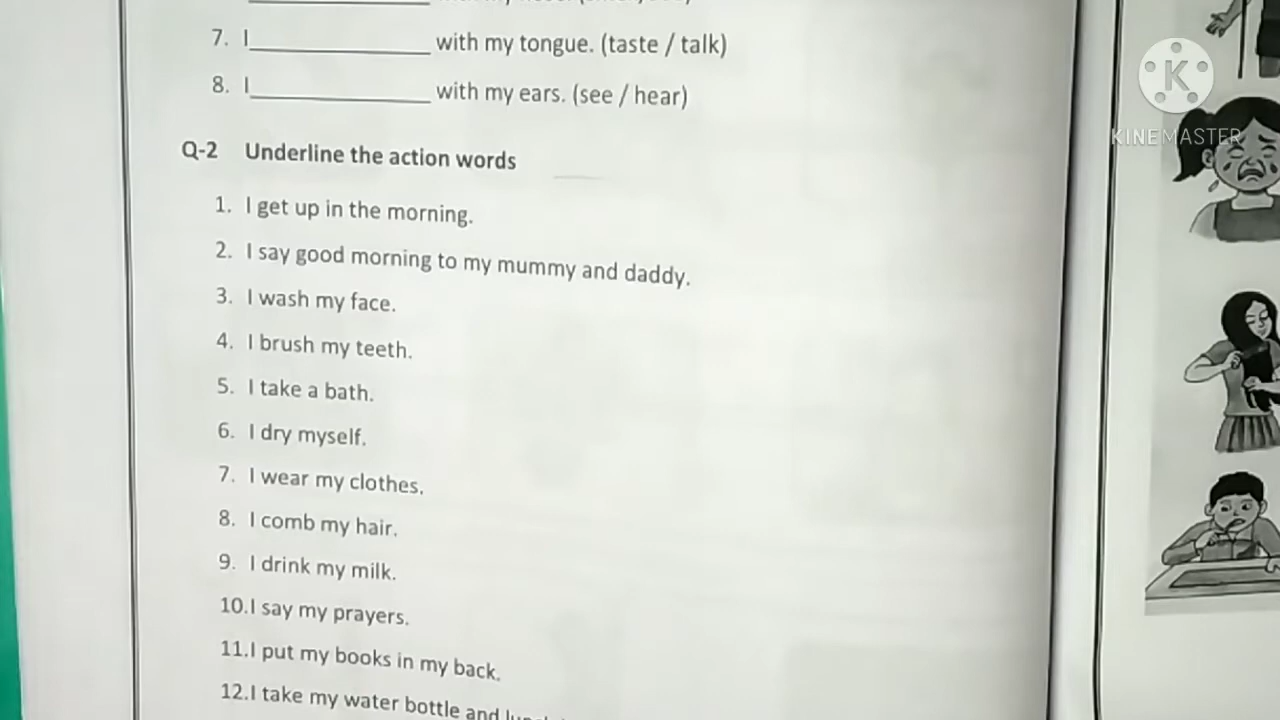 7. I______________ with my tongue. (taste / talk)
8. I______________ with my ears. (see / hear)
Q-2 Underline the action words
1. I get up in the morning.
2. I say good morning to my mummy and daddy.
3. I wash my face.
4. I brush my teeth.
5. I take a bath.
6. I dry myself.
7. I wear my clothes.
8. I comb my hair.
9. I drink my milk.
10.I say my prayers.
11.I put my books in my back.
12.I take my water bottle and
K
KINEMASTER